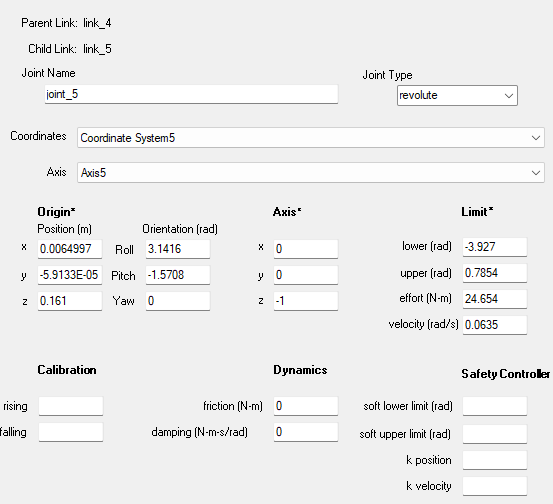 Parent Link: link_4
Child Link: link_5
Joint Name
Joint Type
joint_5
revolute
Coordinates Coordinate System5
Axis Axis5
Origin* Axis* Limit*
Position (m) Orientation (rad)
x 0.0064997 Roll 3.1416 x 0 lower (rad) -3.927
y -5.9133E-05 Pitch -1.5708 y 0 upper (rad) 0.7854
z 0.161 Yaw 0 z -1 effort (N-m) 24.654
velocity (rad/s) 0.0635
Calibration Dynamics Safety Controller
rising friction (N-m) 0 soft lower limit (rad)
falling damping (N-m-s/rad) 0 soft upper limit (rad)
k position
k velocity